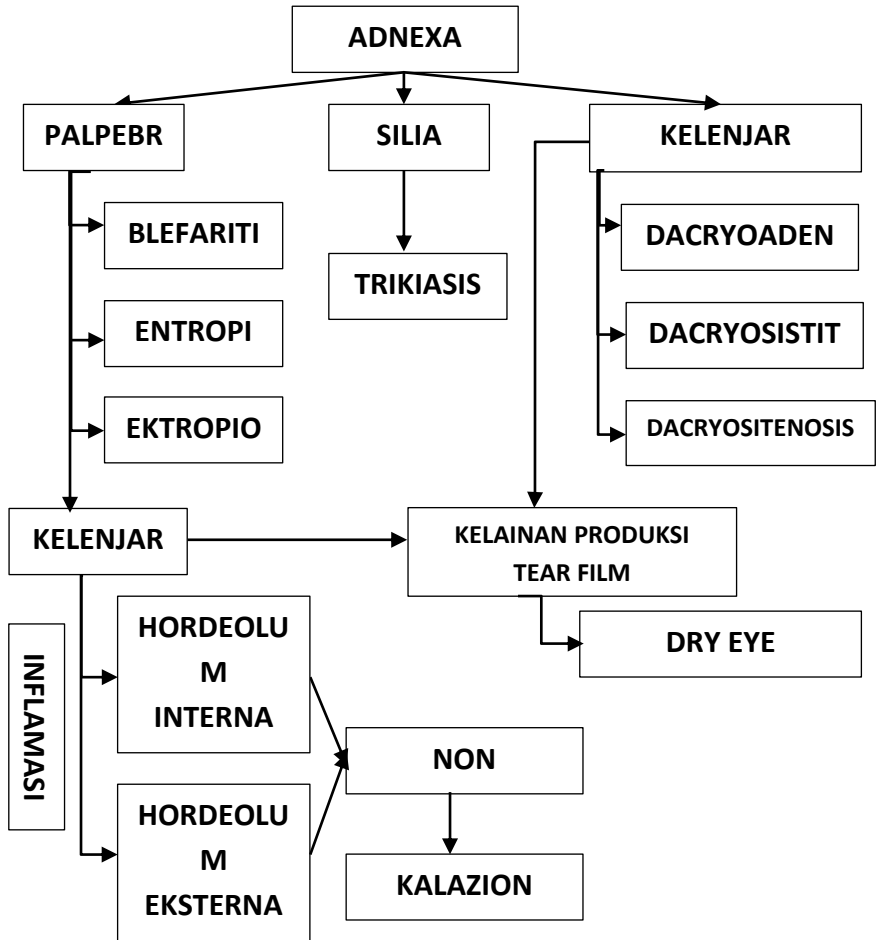 ADNEXA
PALPEBR
SILIA
KELENJAR
BLEFARITI
DACRYOADEN
TRIKIASIS
ENTROPI
DACRYOSISTIT
EKTROPIO
DACRYOSITENOSIS
KELENJAR
KELAINAN PRODUKSI
TEAR FILM
HORDEOLU
M
INTERNA
DRY EYE
INFLAMASI
NON
HORDEOLU
M
EKSTERNA
KALAZION